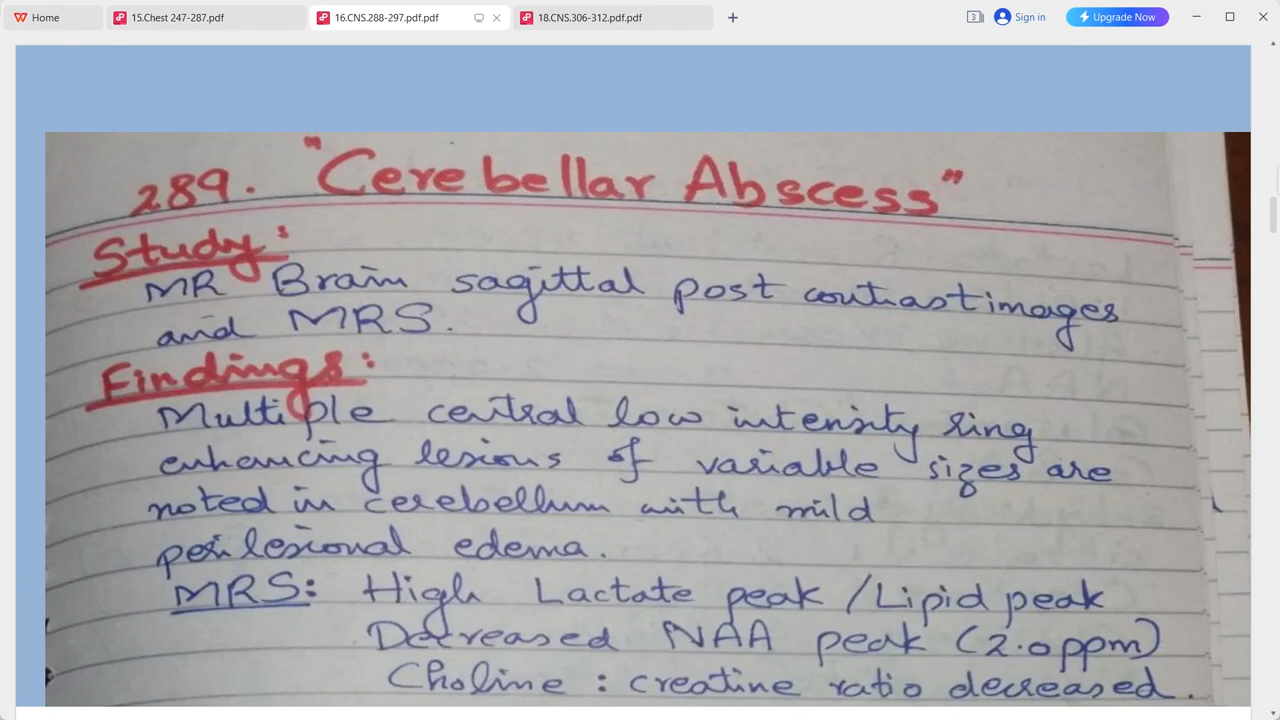 Home
15.Chest 247-287.pdf
16.CNS.288-297.pdf.pdf
18.CNS.306-312.pdf.pdf
3
Sign in
Upgrade Now
289. "Cerebellar Abscess"
Study:
MR Brain sagittal post contrast images
and MRS.
Findings:
Multiple central low intensity ring
enhancing lesions of variable sizes are
noted in cerebellum with mild
perilesional edema.
MRS: High Lactate peak / Lipid peak
Decreased NAA peak (2.0 ppm)
Choline : creatine ratio decreased.